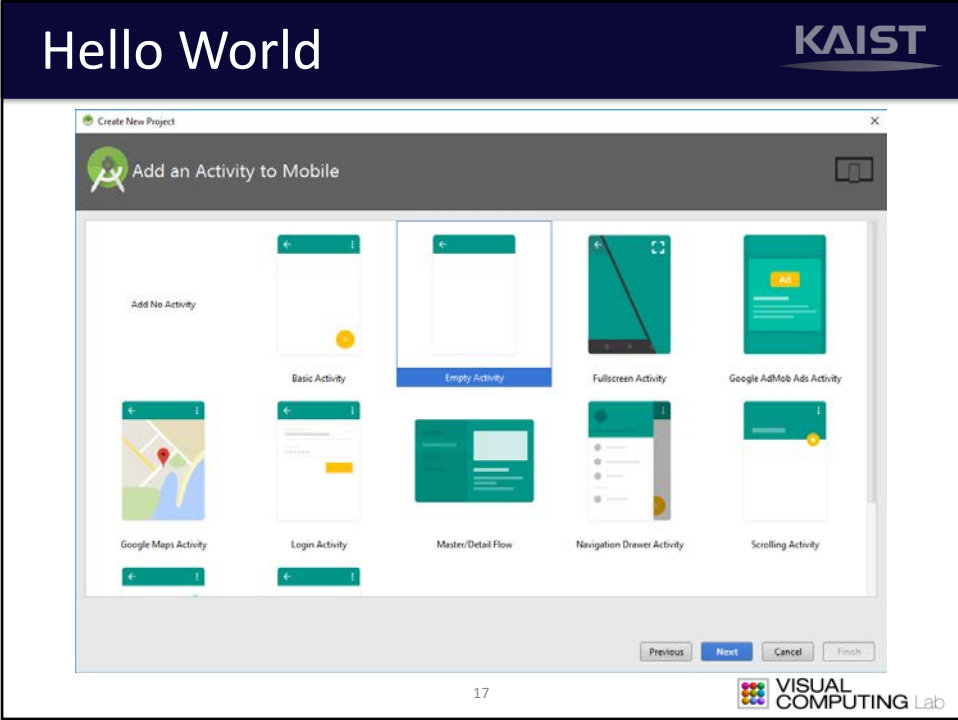 Hello World
KAIST
Create New Project
Add an Activity to Mobile
Add No Activity
Basic Activity
Empty Activity
Fullscreen Activity
Ad
Google AdMob Ads Activity
Google Maps Activity
Login Activity
Master/Detail Flow
Navigation Drawer Activity
Scrolling Activity
Previous
Next
Cancel
Finish
17
VISUAL
COMPUTING Lab